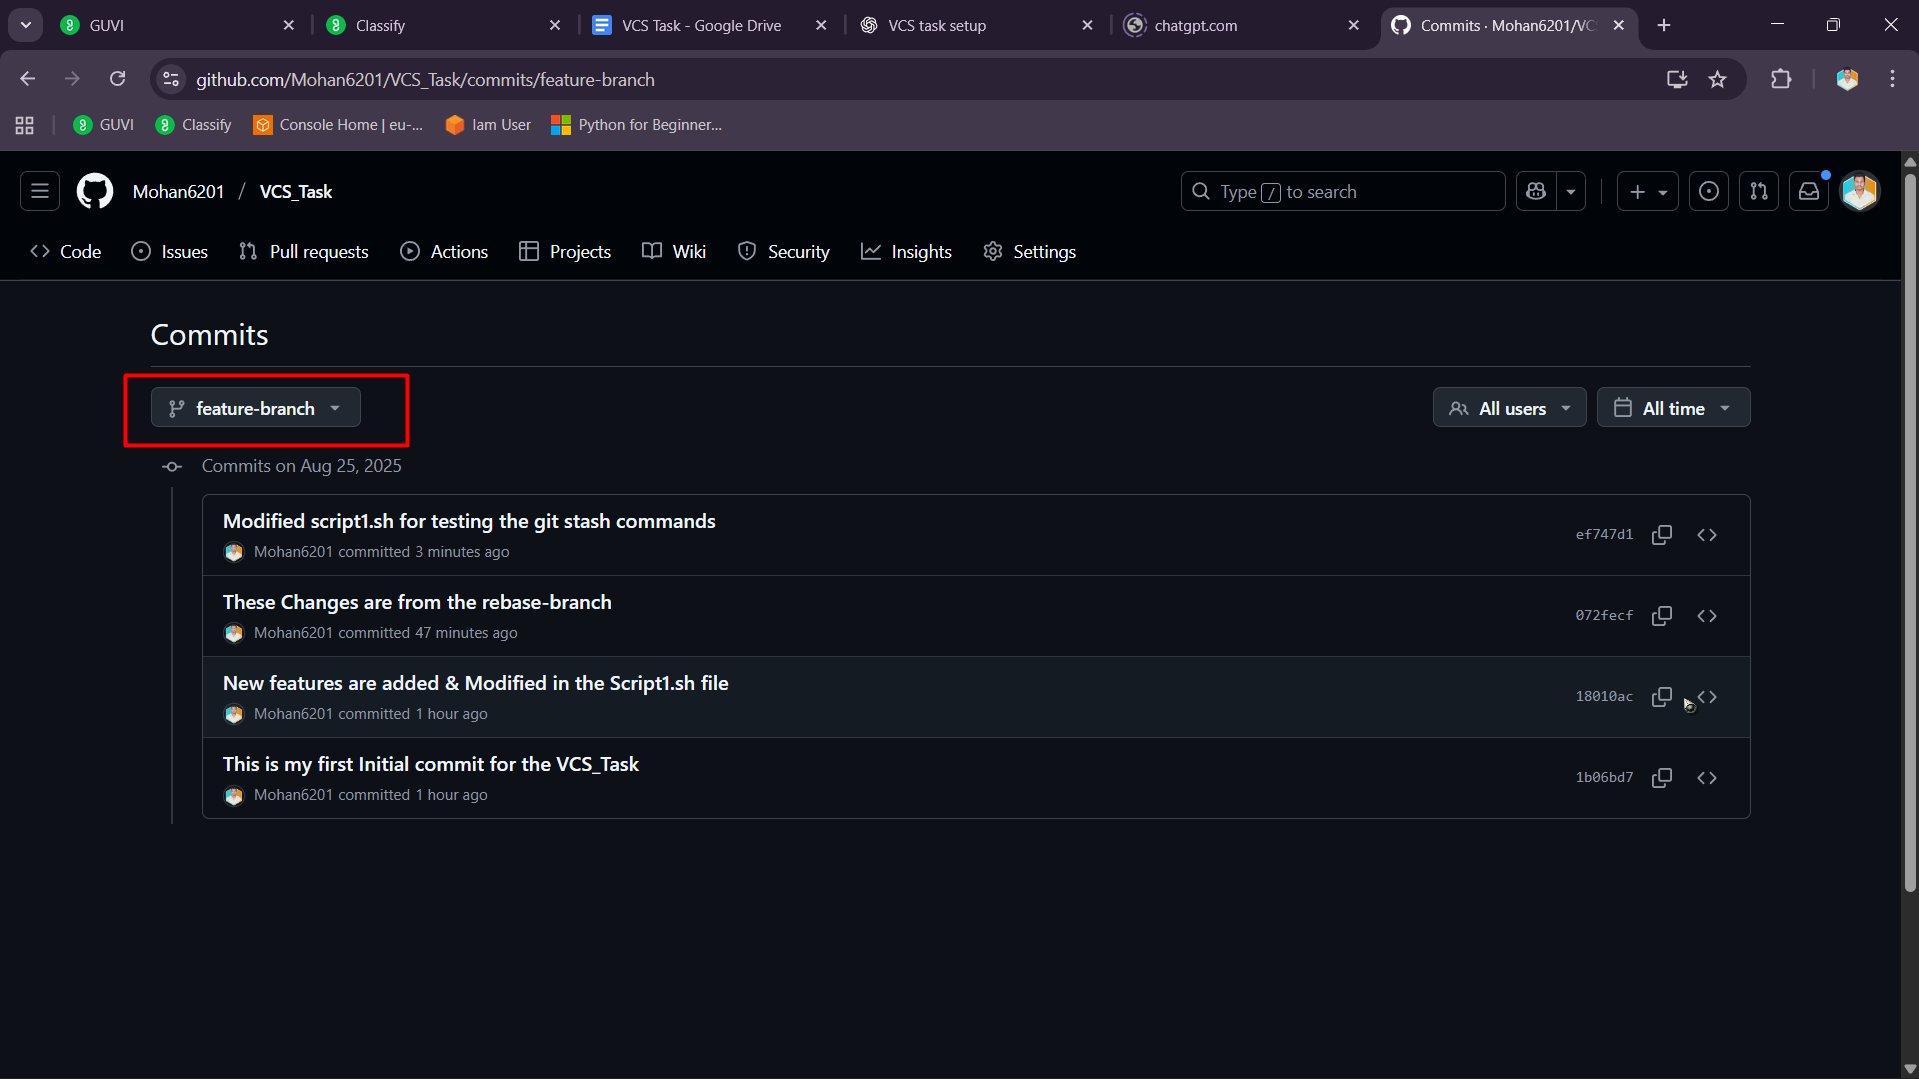 GUVI
Classify
VCS Task - Google Drive
VCS task setup
chatgpt.com
Commits · Mohan6201/VC
github.com/Mohan6201/VCS_Task/commits/feature-branch
GUVI
Classify
Console Home | eu-...
Iam User
Python for Beginner...
Mohan6201 / VCS_Task
Type / to search
Code
Issues
Pull requests
Actions
Projects
Wiki
Security
Insights
Settings
Commits
feature-branch
All users
All time
Commits on Aug 25, 2025
Modified script1.sh for testing the git stash commands
Mohan6201 committed 3 minutes ago
ef747d1
These Changes are from the rebase-branch
Mohan6201 committed 47 minutes ago
072fecf
New features are added & Modified in the Script1.sh file
Mohan6201 committed 1 hour ago
18010ac
This is my first Initial commit for the VCS_Task
Mohan6201 committed 1 hour ago
1b06bd7